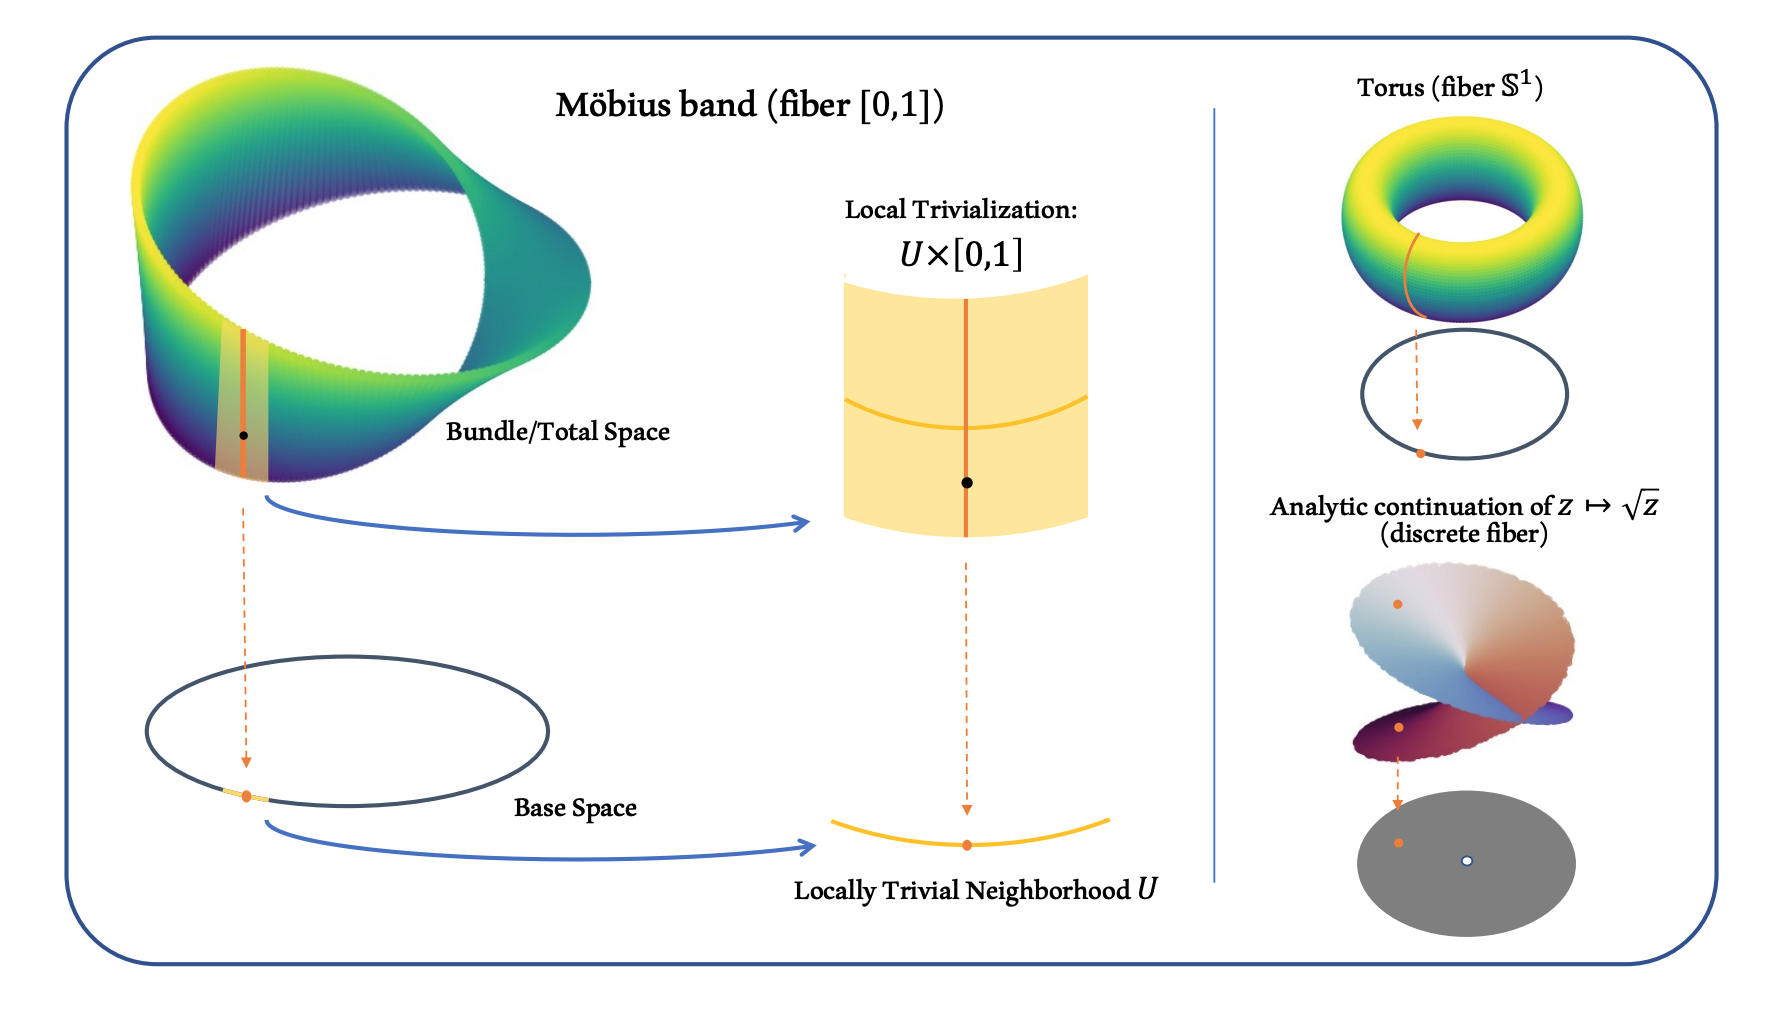 Möbius band (fiber [0,1])
Local Trivialization:
U×[0,1]
Bundle/Total Space
Base Space
Locally Trivial Neighborhood U
Torus (fiber 𝕊¹)
Analytic continuation of z ↦ √z
(discrete fiber)